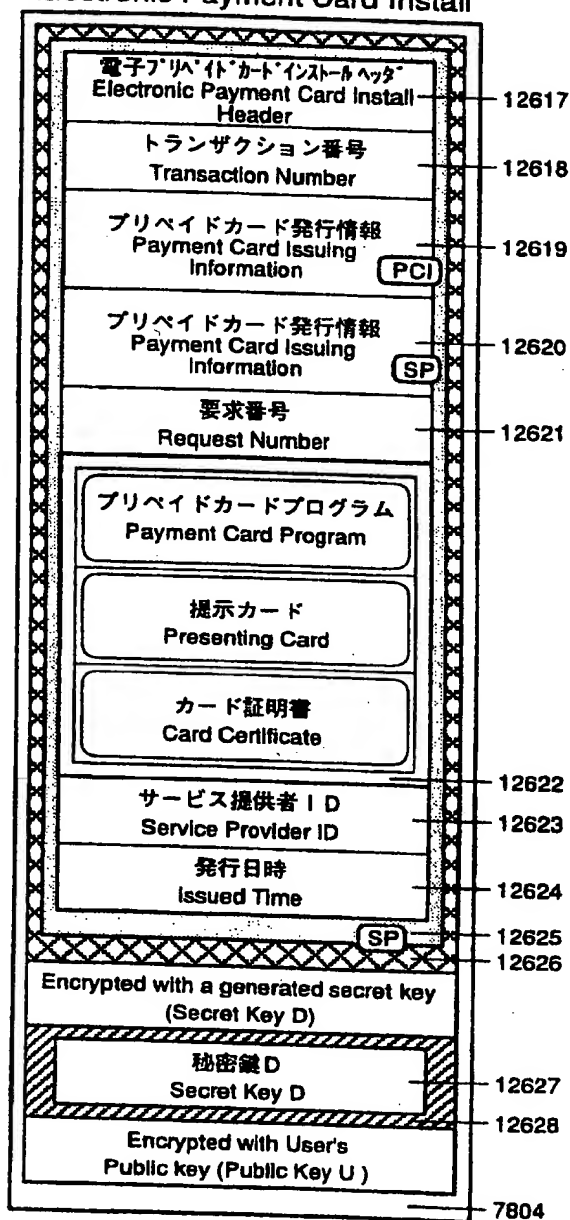 Payment Card Install
電子プリペイドカードインストールヘッダ
Electronic Payment Card Install
Header
12617
トランザクション番号
Transaction Number
12618
プリペイドカード発行情報
Payment Card Issuing
Information
PCI
12619
プリペイドカード発行情報
Payment Card Issuing
Information
SP
12620
要求番号
Request Number
12621
プリペイドカードプログラム
Payment Card Program
提示カード
Presenting Card
カード証明書
Card Certificate
12622
サービス提供者ID
Service Provider ID
12623
発行日時
Issued Time
12624
SP
12625
12626
Encrypted with a generated secret key
(Secret Key D)
秘密鍵D
Secret Key D
12627
12628
Encrypted with User's
Public key (Public Key U )
7804